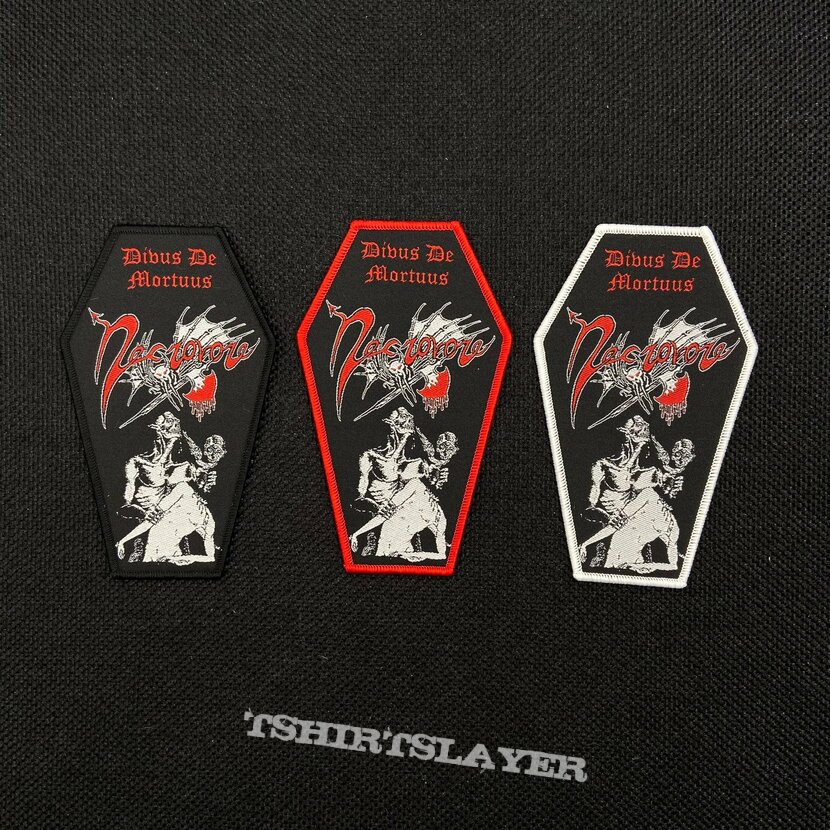 Divus De
Mortuus
Necrovore
Divus De
Mortuus
Necrovore
Divus De
Mortuus
Necrovore
TSHIRTSLAYER